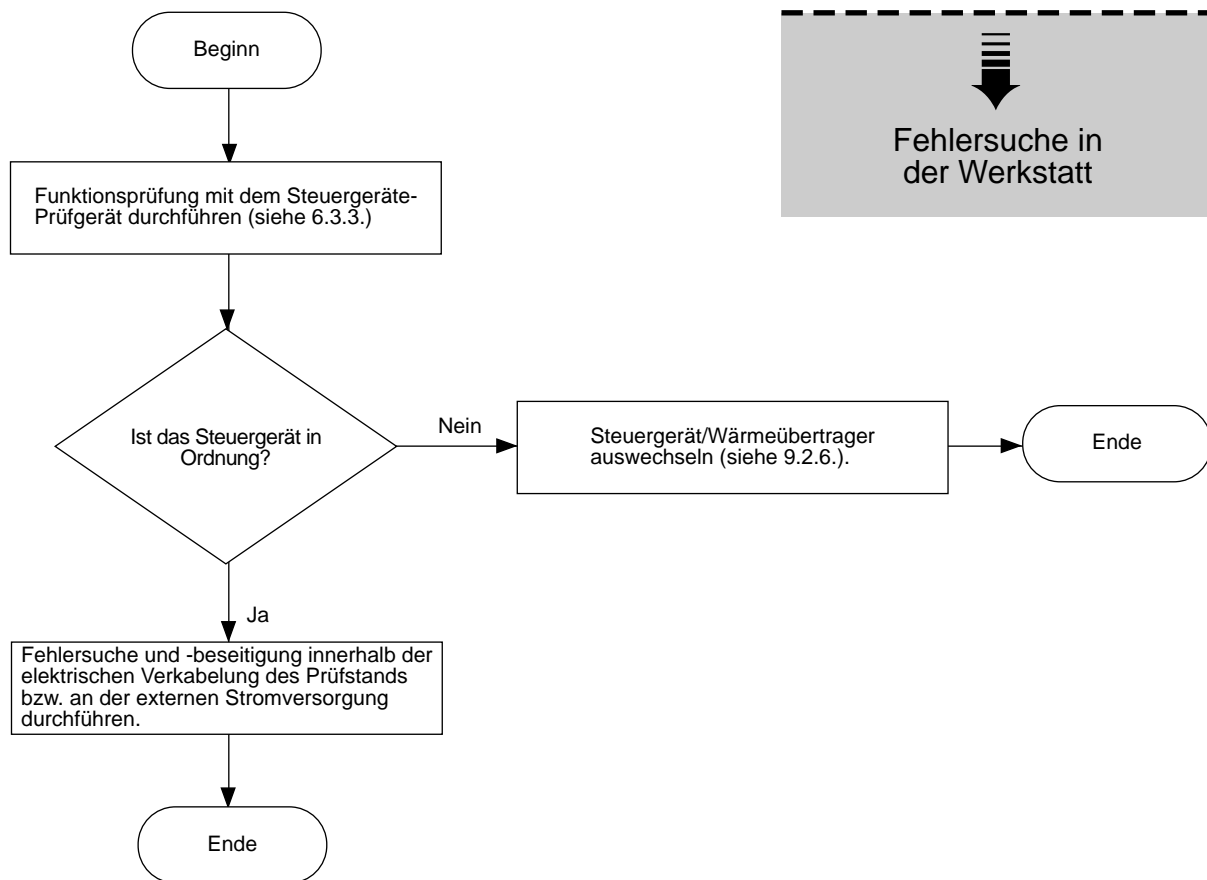 Beginn
Fehlersuche in
der Werkstatt
Funktionsprüfung mit dem Steuergeräte-
Prüfgerät durchführen (siehe 6.3.3.)
Ist das Steuergerät in
Ordnung?
Nein
Steuergerät/Wärmeübertrager
auswechseln (siehe 9.2.6.).
Ende
Ja
Fehlersuche und -beseitigung innerhalb der
elektrischen Verkabelung des Prüfstands
bzw. an der externen Stromversorgung
durchführen.
Ende